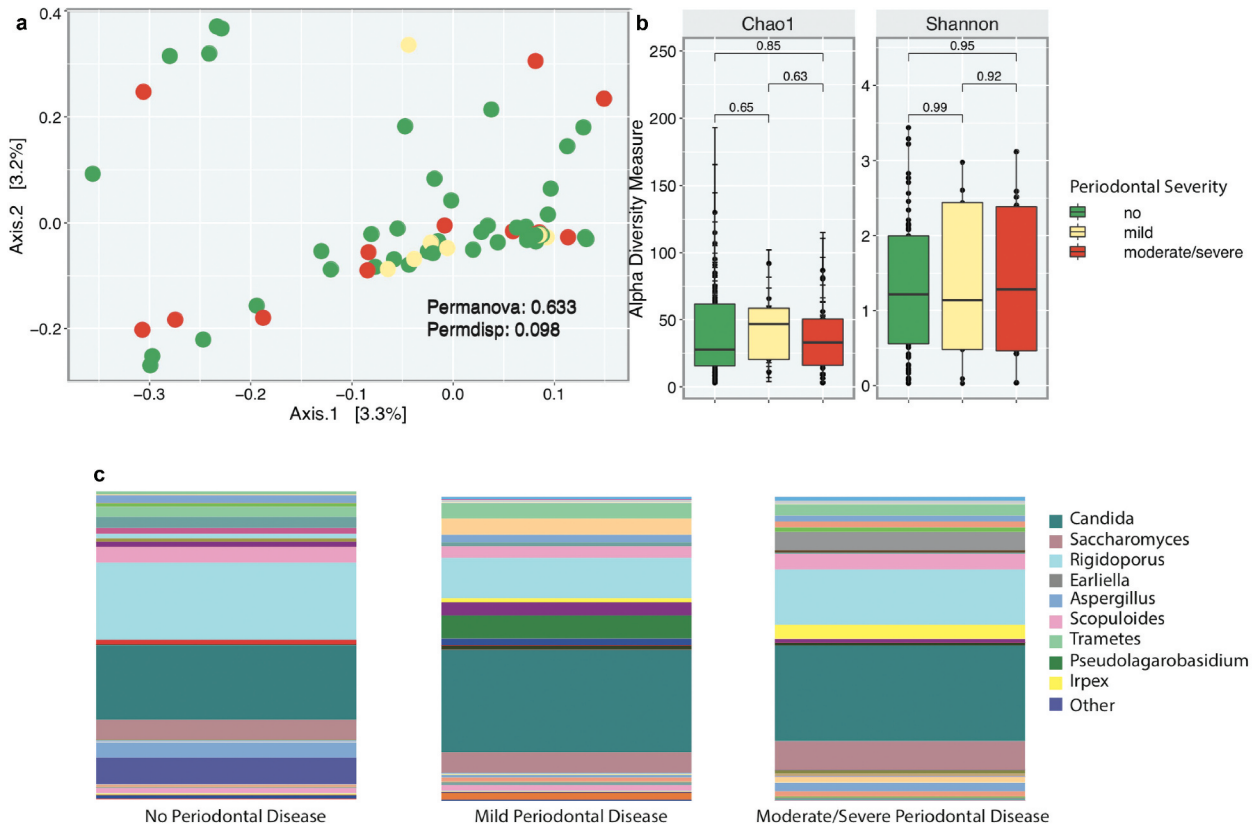 a
0.4
0.2
0.0
−0.2
Axis.2 [3.2%]
−0.3
−0.2
−0.1
0.0
0.1
Axis.1 [3.3%]
Permanova: 0.633
Permdisp: 0.098
b
Chao1
Shannon
Alpha Diversity Measure
250
200
150
100
50
0
0.85
0.63
0.65
4
3
2
1
0
0.95
0.92
0.99
Periodontal Severity
no
mild
moderate/severe
c
No Periodontal Disease
Mild Periodontal Disease
Moderate/Severe Periodontal Disease
Candida
Saccharomyces
Rigidoporus
Earliella
Aspergillus
Scopuloides
Trametes
Pseudolagarobasidium
Irpex
Other